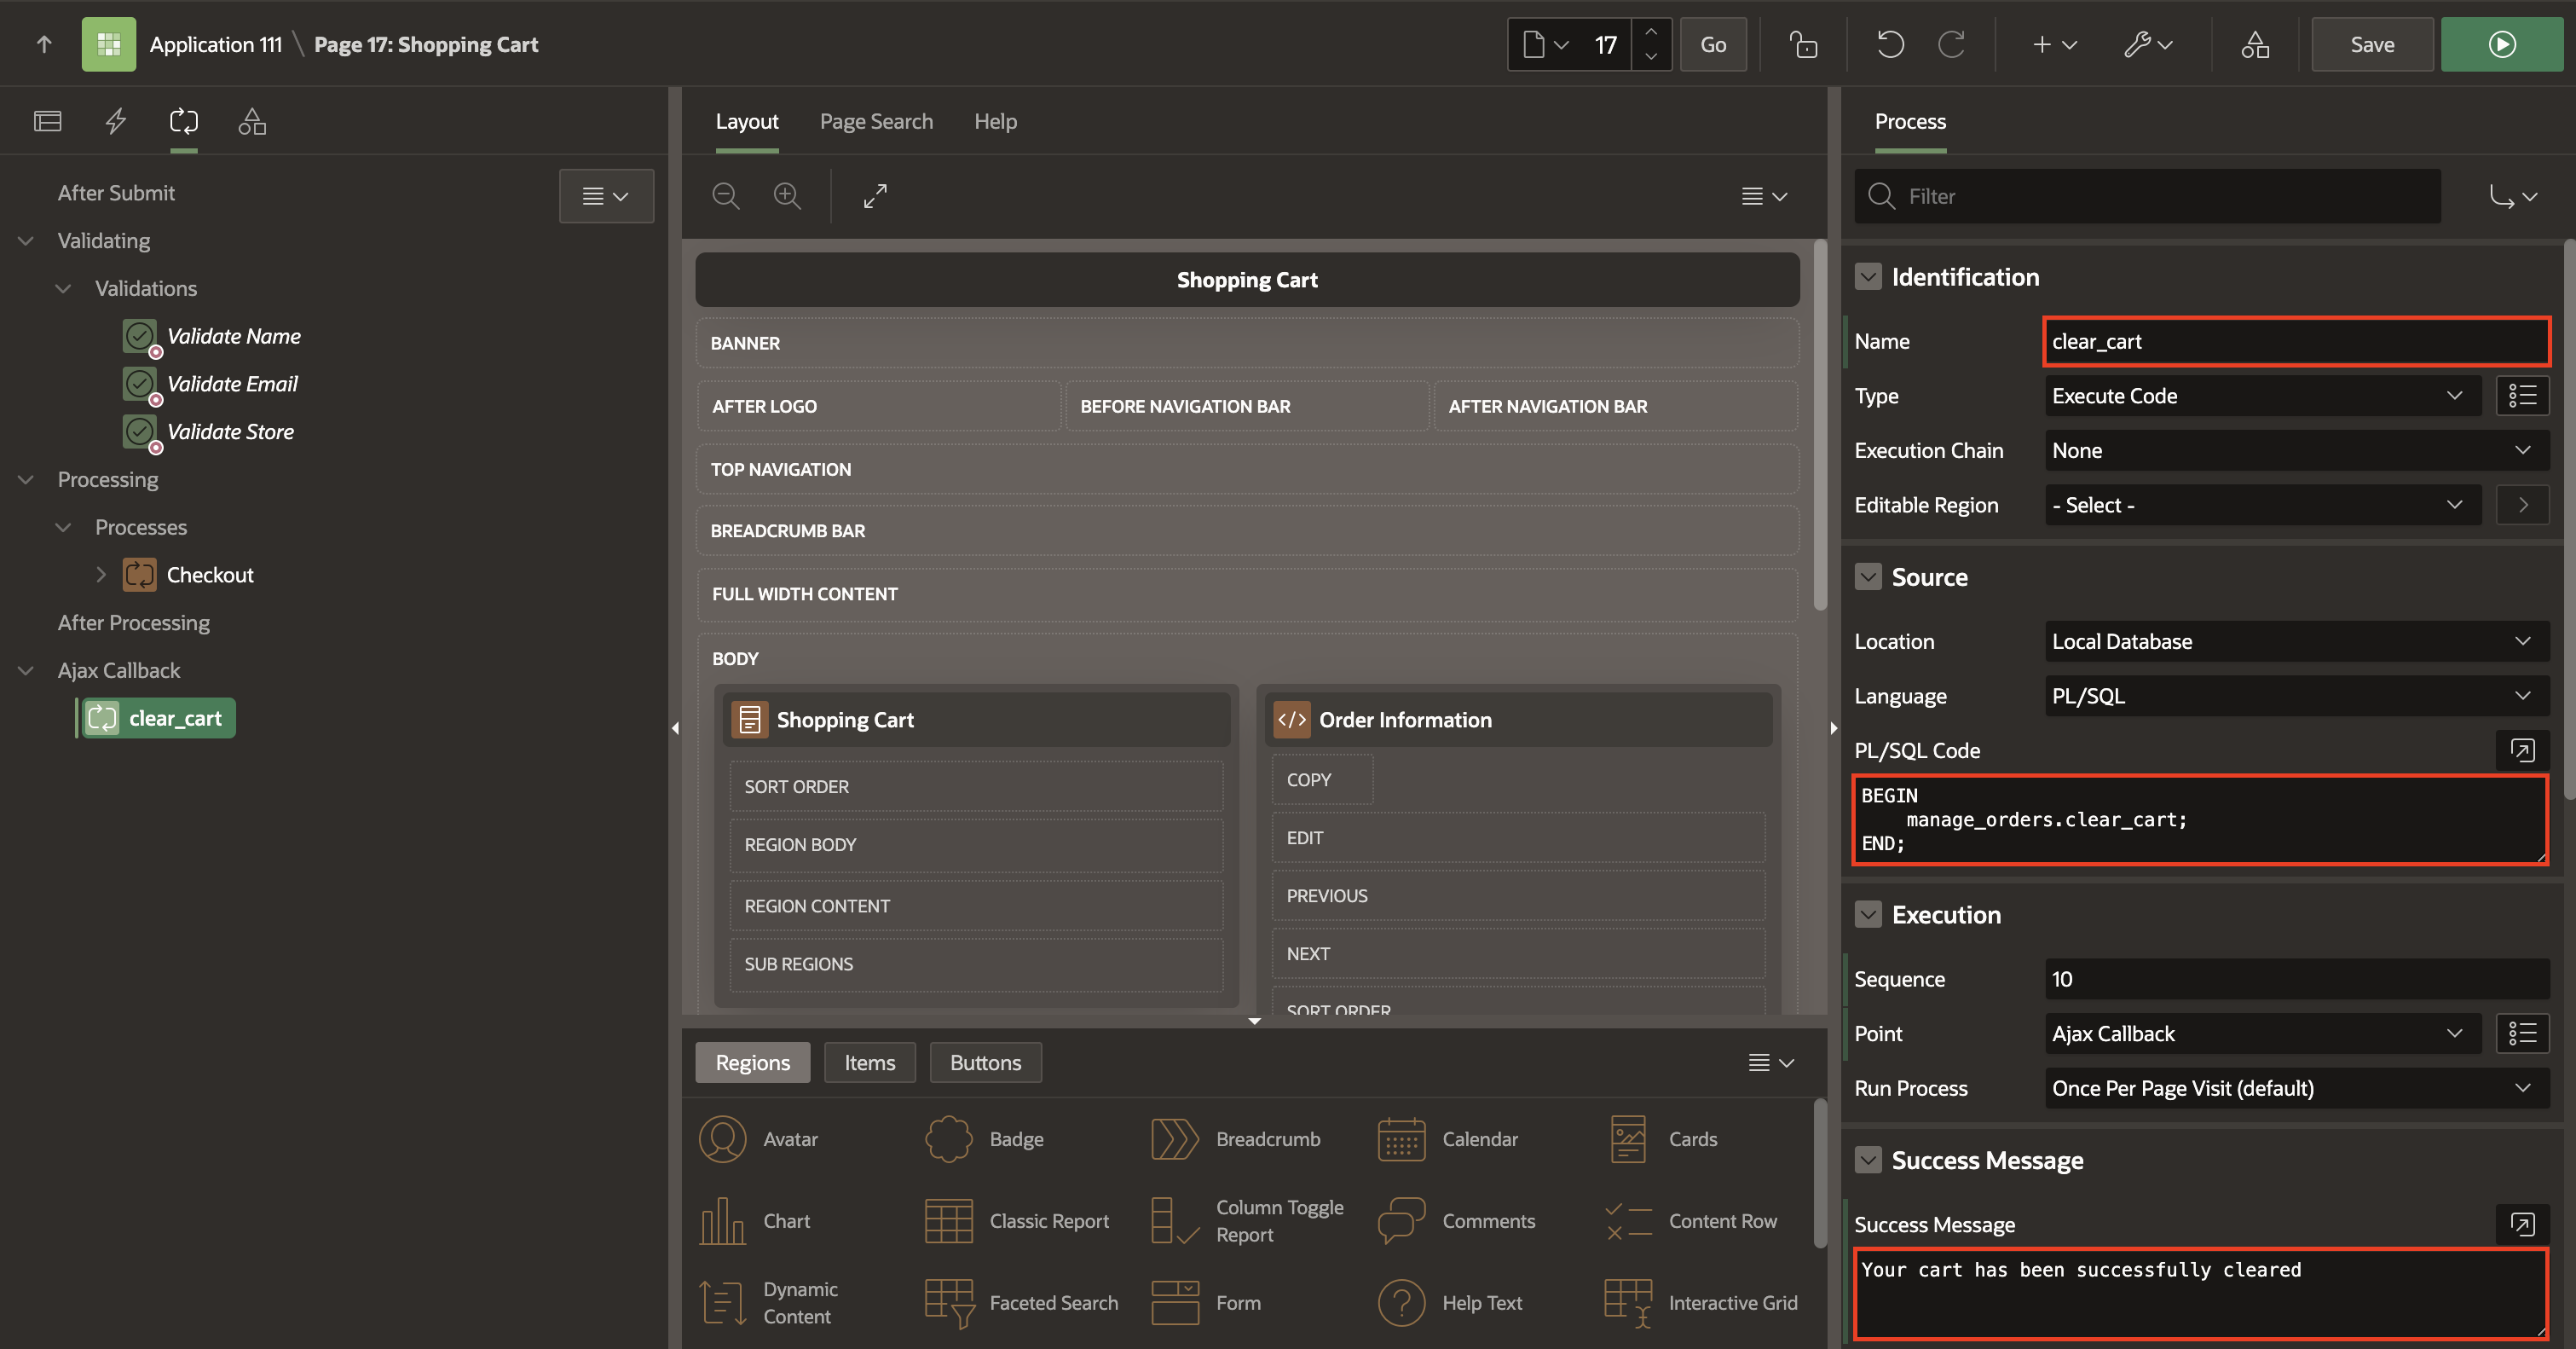 Application 111 \ Page 17: Shopping Cart
17
Go
Save
After Submit
Validating
Validations
Validate Name
Validate Email
Validate Store
Processing
Processes
Checkout
After Processing
Ajax Callback
clear_cart
Layout
Page Search
Help
Shopping Cart
BANNER
AFTER LOGO
BEFORE NAVIGATION BAR
AFTER NAVIGATION BAR
TOP NAVIGATION
BREADCRUMB BAR
FULL WIDTH CONTENT
BODY
Shopping Cart
SORT ORDER
REGION BODY
REGION CONTENT
SUB REGIONS
Order Information
COPY
EDIT
PREVIOUS
NEXT
SORT ORDER
Regions
Items
Buttons
Avatar
Badge
Breadcrumb
Calendar
Cards
Chart
Classic Report
Column Toggle
Report
Comments
Content Row
Dynamic
Content
Faceted Search
Form
Help Text
Interactive Grid
Process
Filter
Identification
Name
clear_cart
Type
Execute Code
Execution Chain
None
Editable Region
- Select -
Source
Location
Local Database
Language
PL/SQL
PL/SQL Code
BEGIN
manage_orders.clear_cart;
END;
Execution
Sequence
10
Point
Ajax Callback
Run Process
Once Per Page Visit (default)
Success Message
Success Message
Your cart has been successfully cleared